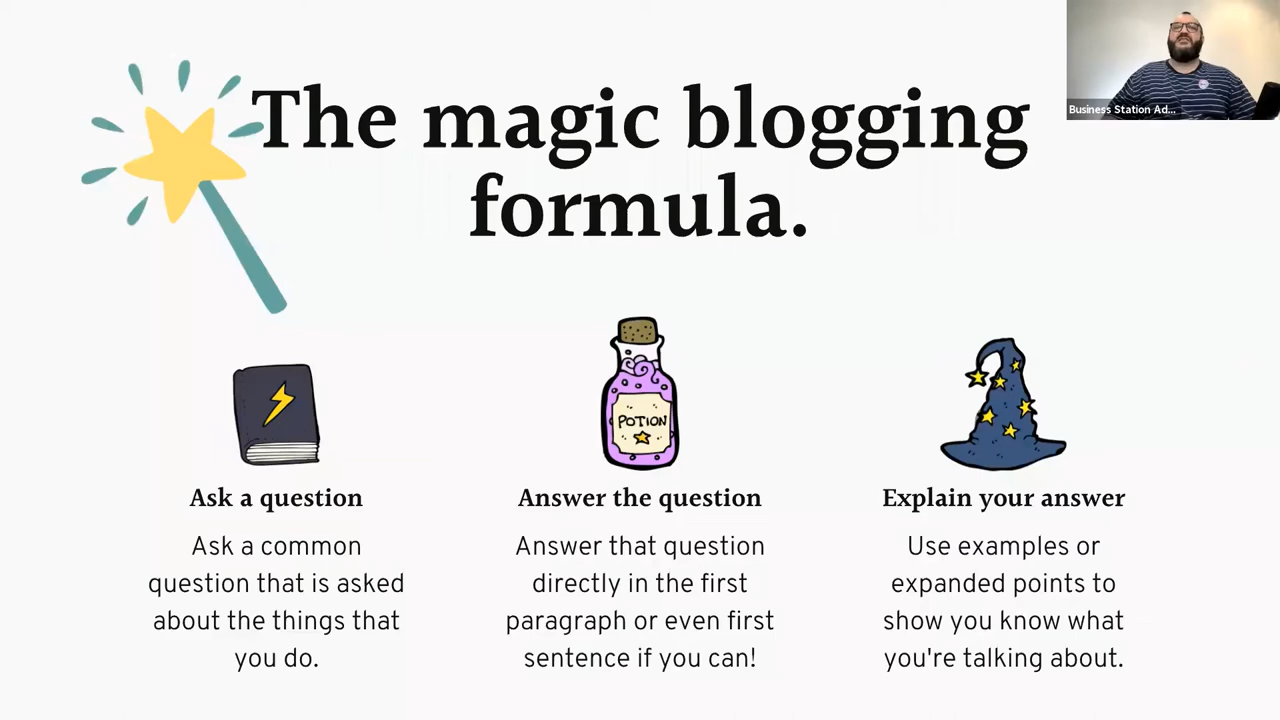 The magic blogging
formula.
Business Station Ad...
POTION
Ask a question
Ask a common
question that is asked
about the things that
you do.
Answer the question
Answer that question
directly in the first
paragraph or even first
sentence if you can!
Explain your answer
Use examples or
expanded points to
show you know what
you're talking about.